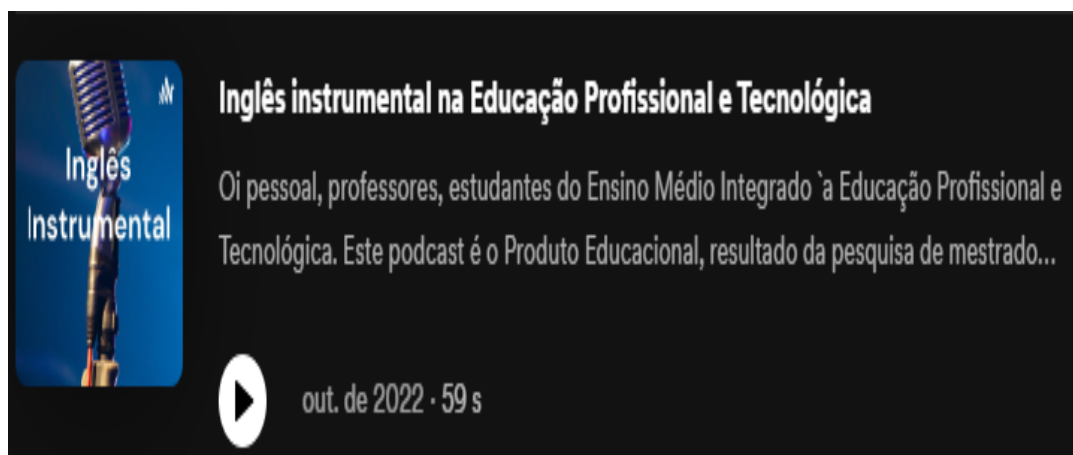 Inglês
Instrumental
Inglês instrumental na Educação Profissional e Tecnológica
Oi pessoal, professores, estudantes do Ensino Médio Integrado `a Educação Profissional e
Tecnológica. Este podcast é o Produto Educacional, resultado da pesquisa de mestrado...
out. de 2022 · 59 s